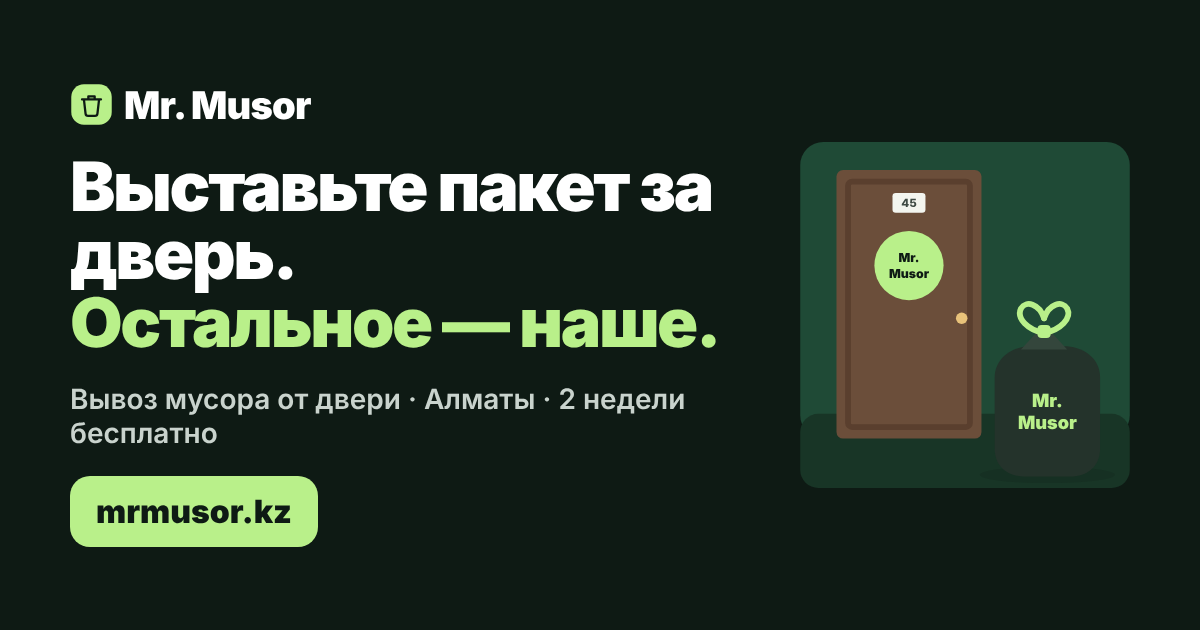 Mr. Musor
Выставьте пакет за
дверь.
Остальное — наше.
Вывоз мусора от двери · Алматы · 2 недели
бесплатно
mrmusor.kz
45
Mr.
Musor
Mr.
Musor